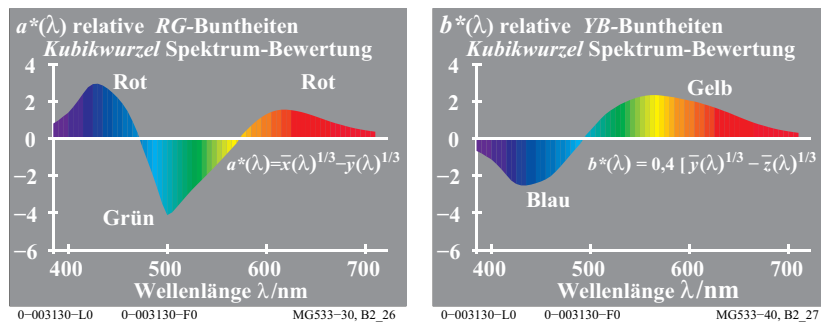 a*(λ) relative RG-Buntheiten
Kubikwurzel Spektrum-Bewertung
4
2
0
−2
−4
−6
Rot
Rot
Grün
a*(λ)=x̅(λ)^1/3−y̅(λ)^1/3
400
500
600
700
Wellenlänge λ/nm
0−003130−L0
0−003130−F0
MG533−30, B2_26
b*(λ) relative YB-Buntheiten
Kubikwurzel Spektrum-Bewertung
4
2
0
−2
−4
−6
Gelb
Blau
b*(λ) = 0,4 [ y̅(λ)^1/3 − z̅(λ)^1/3
400
500
600
700
Wellenlänge λ/nm
0−003130−L0
0−003130−F0
MG533−40, B2_27